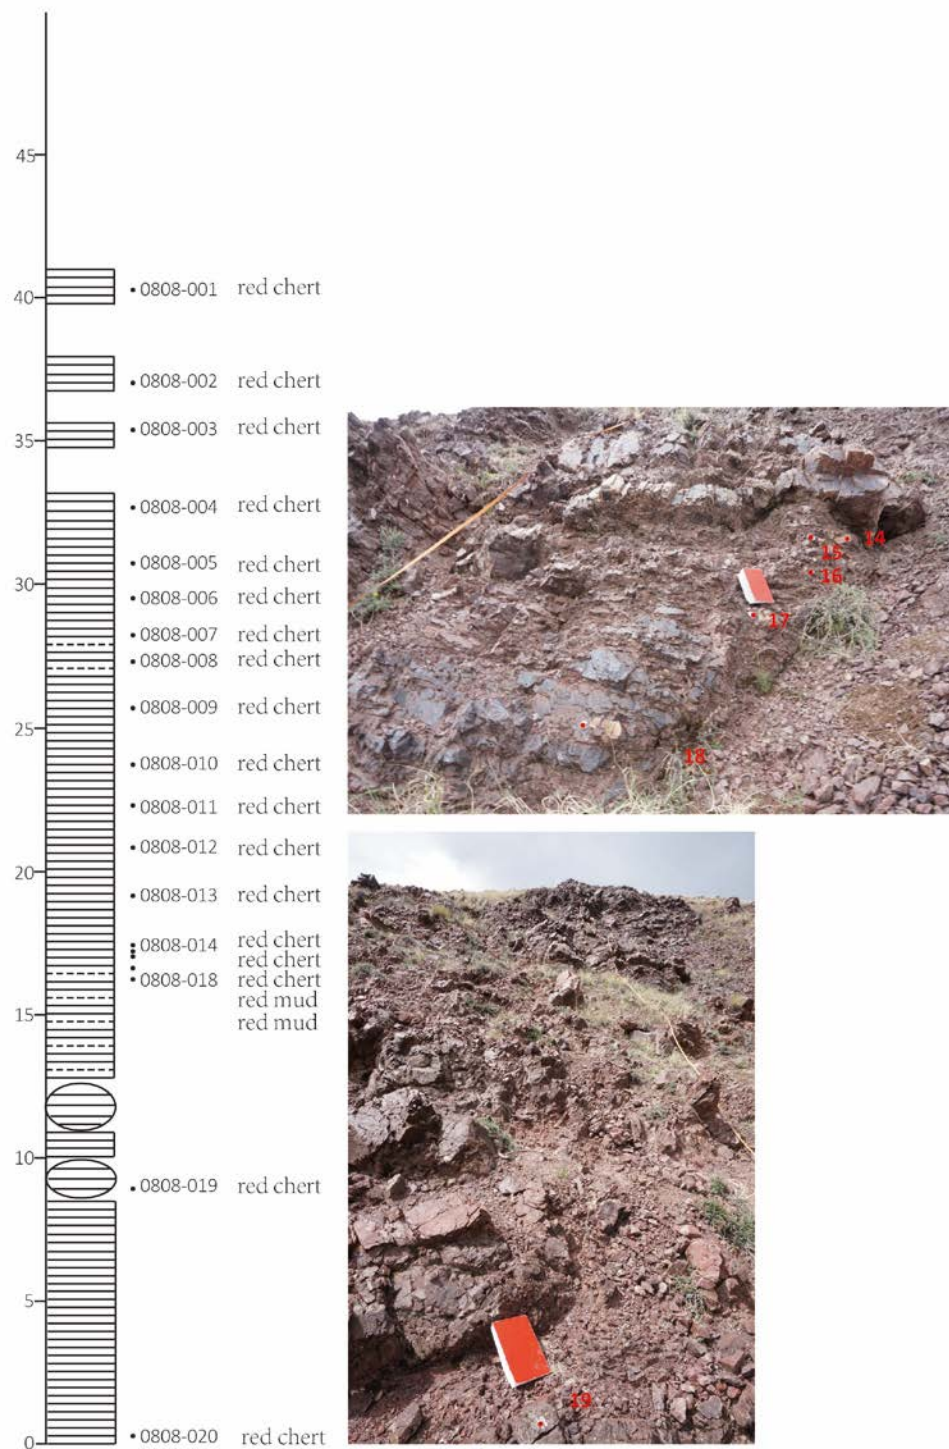 45
0808-001 red chert
40
0808-002 red chert
0808-003 red chert
35
0808-004 red chert
0808-005 red chert
30
0808-006 red chert
0808-007 red chert
0808-008 red chert
0808-009 red chert
25
0808-010 red chert
0808-011 red chert
0808-012 red chert
20
0808-013 red chert
0808-014 red chert
red chert
0808-018 red chert
red mud
15
red mud
10
0808-019 red chert
5
0808-020 red chert
0
14
15
16
17
18
19